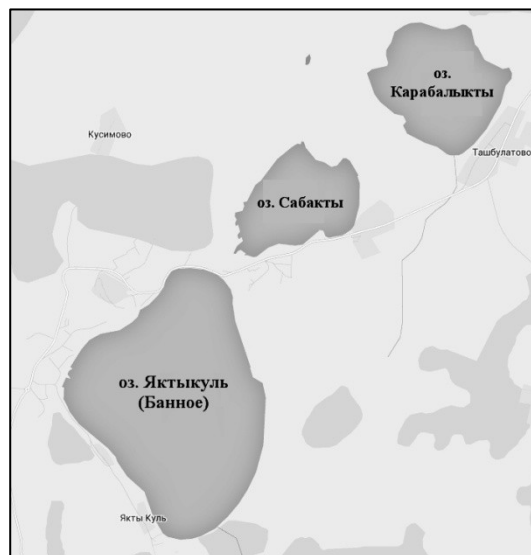 оз.
Карабалыкты
Кусимово
Ташбулатово
оз. Сабакты
оз. Яктыкуль
(Банное)
Якты Куль